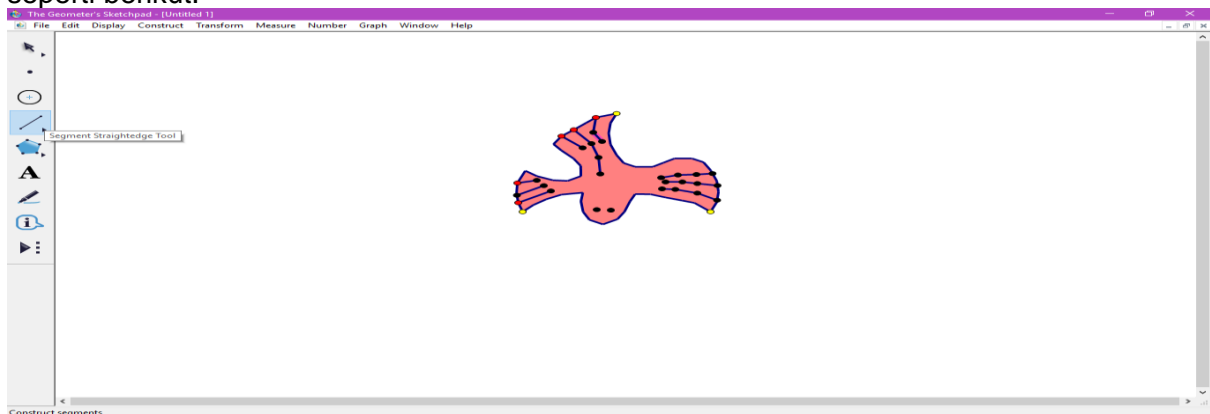 seperti berikut.
The Geometer's Sketchpad - [Untitled 1]
File Edit Display Construct Transform Measure Number Graph Window Help
Segment Straightedge Tool
A
Construct segments